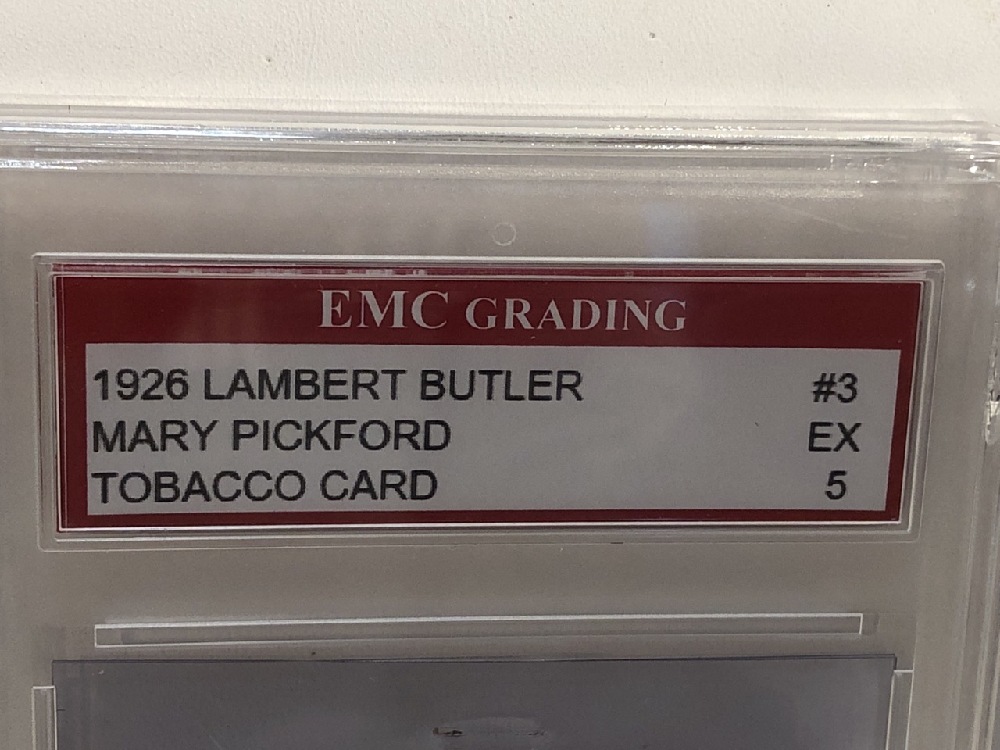 EMC GRADING
1926 LAMBERT BUTLER #3
MARY PICKFORD EX
TOBACCO CARD 5